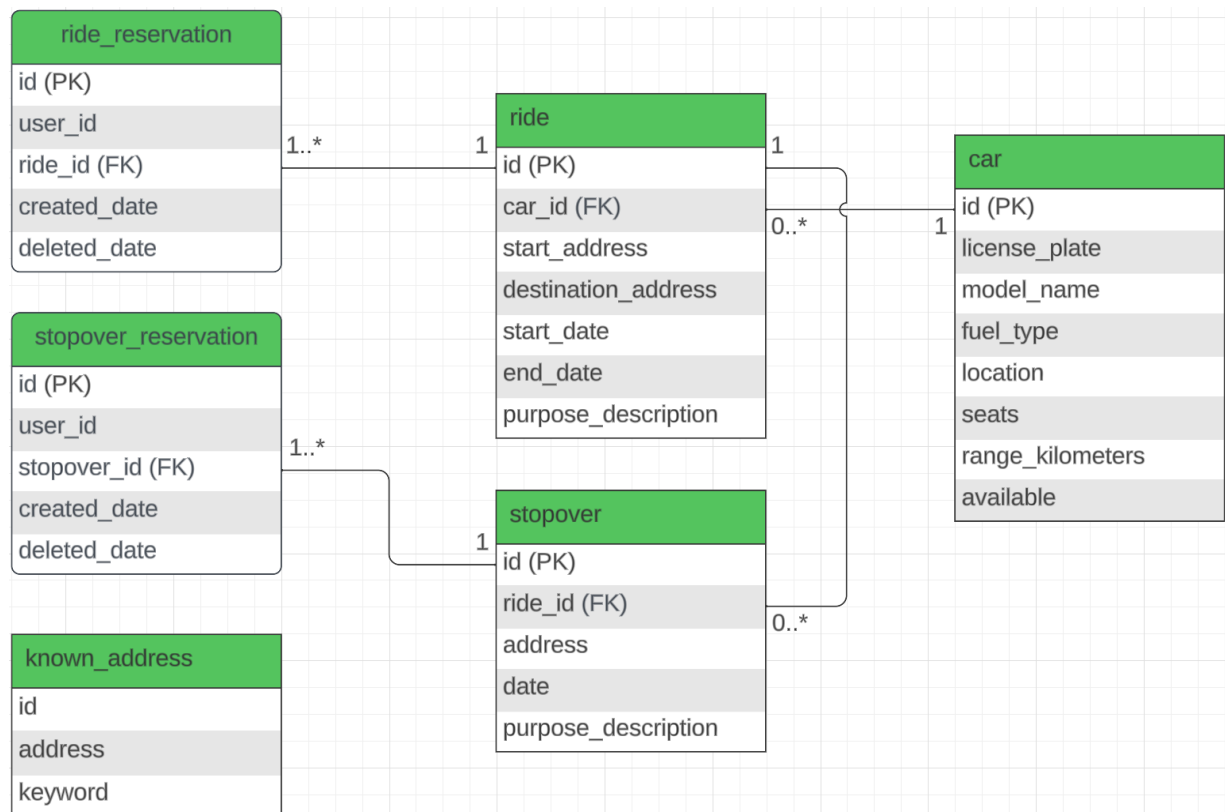 ride_reservation
id (PK)
user_id
ride_id (FK)
created_date
deleted_date
1..*
1
ride
id (PK)
car_id (FK)
start_address
destination_address
start_date
end_date
purpose_description
1
0..*
1
car
id (PK)
license_plate
model_name
fuel_type
location
seats
range_kilometers
available
stopover_reservation
id (PK)
user_id
stopover_id (FK)
created_date
deleted_date
1..*
1
stopover
id (PK)
ride_id (FK)
address
date
purpose_description
0..*
known_address
id
address
keyword